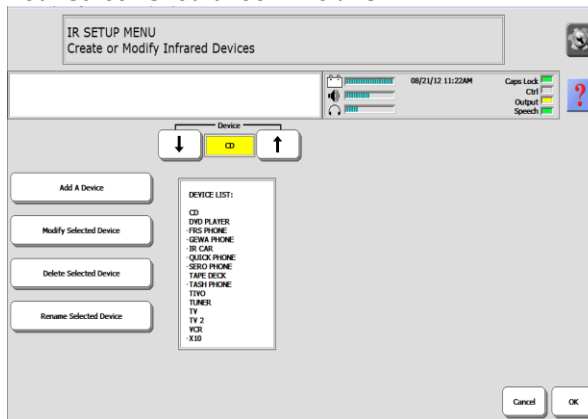 IR SETUP MENU
Create or Modify Infrared Devices
08/21/12 11:22AM
Caps Lock
Ctrl
Output
Speech
?
Device
CD
Add A Device
Modify Selected Device
Delete Selected Device
Rename Selected Device
DEVICE LIST:
CD
DVD PLAYER
·FRS PHONE
·GEWA PHONE
·IR CAR
·QUICK PHONE
·SERO PHONE
TAPE DECK
·TASH PHONE
TIVO
TUNER
TV
TV 2
VCR
·X10
Cancel
OK